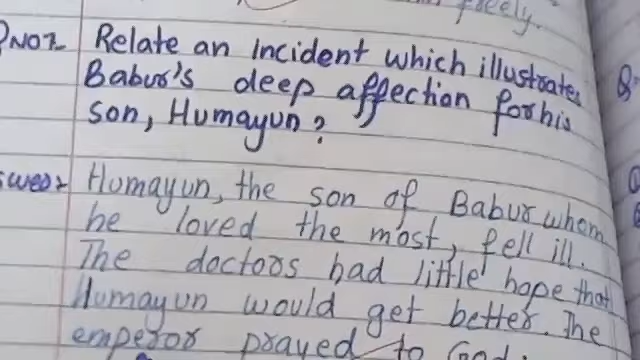 freely.
Relate an incident which illustrates
Babur's deep affection for his
son, Humayun?
Humayun, the son of Babur whom
he loved the most, fell ill.
The doctors had little hope that
Humayun would get better. The
emperor prayed to God.